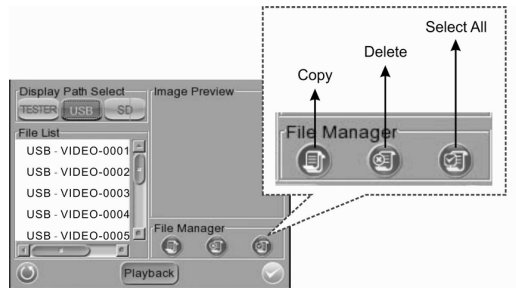 Select All
Delete
Copy
File Manager
Display Path Select
Image Preview
TESTER USB SD
File List
USB - VIDEO-0001
USB - VIDEO-0002
USB - VIDEO-0003
USB - VIDEO-0004
USB - VIDEO-0005
File Manager
Playback